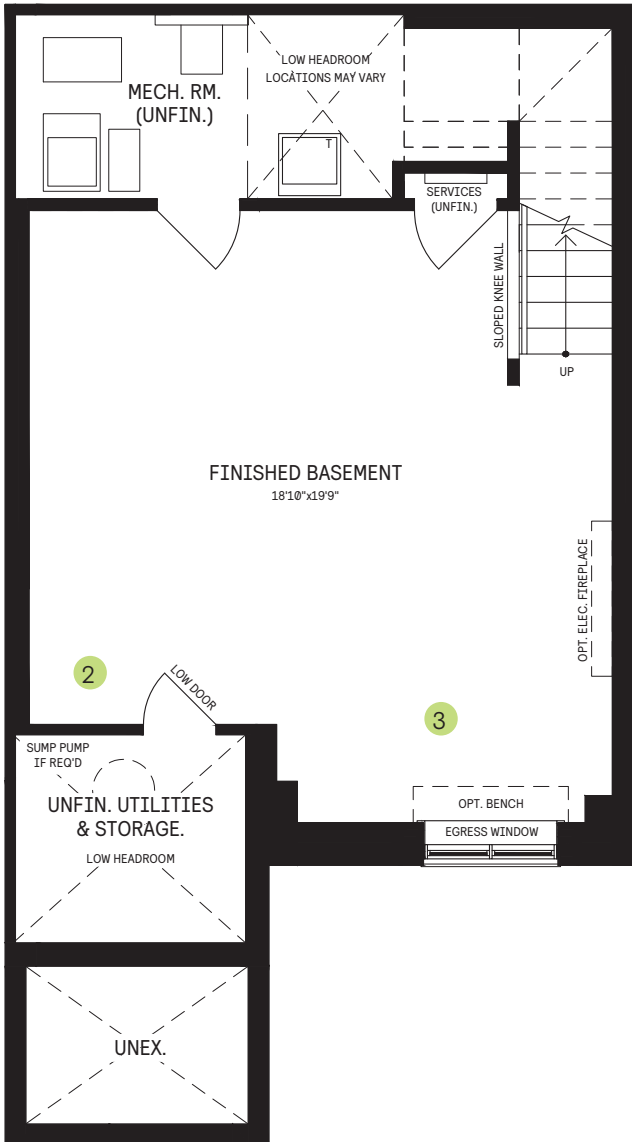 LOW HEADROOM
LOCATIONS MAY VARY
MECH. RM.
(UNFIN.)
T
SERVICES
(UNFIN.)
SLOPED KNEE WALL
UP
FINISHED BASEMENT
18'10"x19'9"
OPT. ELEC. FIREPLACE
2
LOW DOOR
3
SUMP PUMP
IF REQ'D
UNFIN. UTILITIES
& STORAGE.
LOW HEADROOM
OPT. BENCH
EGRESS WINDOW
UNEX.